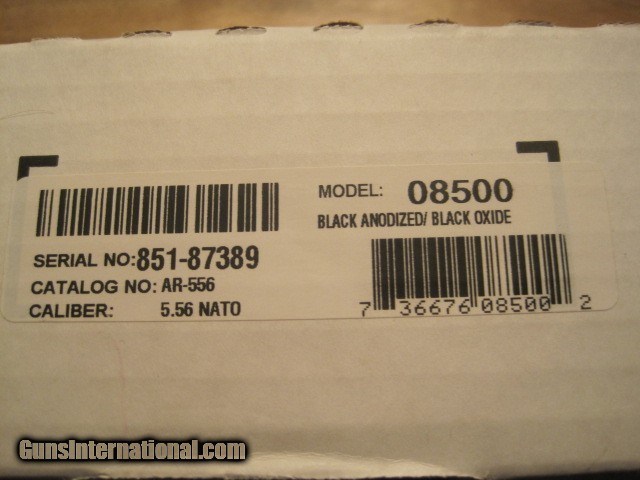 MODEL: 08500
BLACK ANODIZED/ BLACK OXIDE
SERIAL NO:851-87389
CATALOG NO: AR-556
CALIBER: 5.56 NATO
7 36676 08500 2
GunsInternational.com